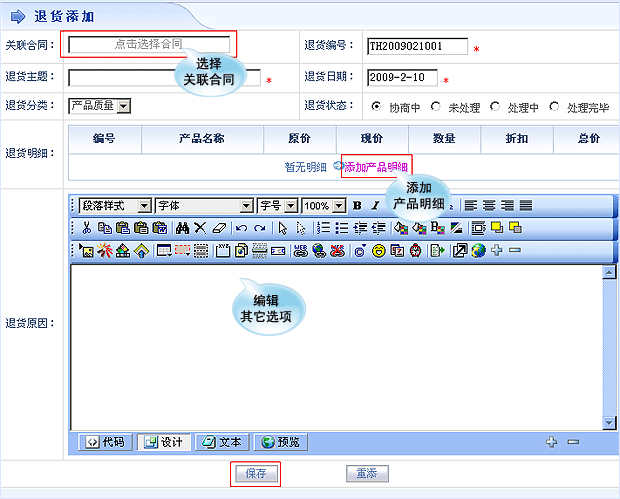 退货添加
关联合同： 点击选择合同 退货编号： TH2009021001 *
选择
关联合同
退货主题： * 退货日期： 2009-2-10 *
退货分类： 产品质量 退货状态： 协商中 未处理 处理中 处理完毕
编号 产品名称 原价 现价 数量 折扣 总价
退货明细： 暂无明细 添加产品明细
添加
产品明细
段落样式 字体 字号 100% B I
编辑
其它选项
退货原因：
代码 设计 文本 预览
保存 重添